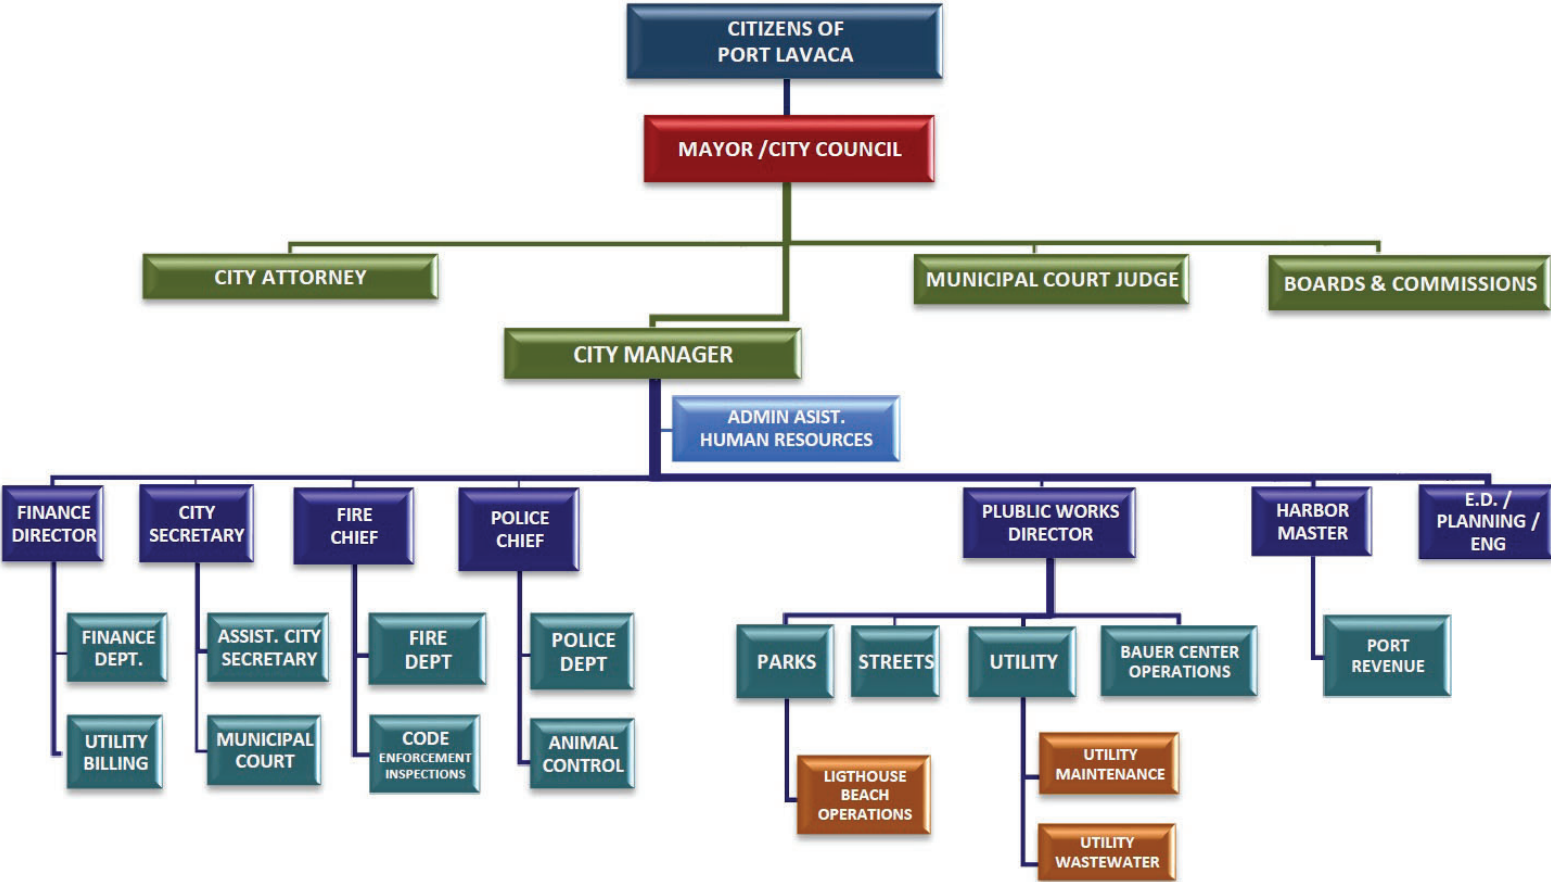 CITIZENS OF
PORT LAVACA
MAYOR /CITY COUNCIL
CITY ATTORNEY
MUNICIPAL COURT JUDGE
BOARDS & COMMISSIONS
CITY MANAGER
ADMIN ASIST.
HUMAN RESOURCES
FINANCE
DIRECTOR
CITY
SECRETARY
FIRE
CHIEF
POLICE
CHIEF
PLUBLIC WORKS
DIRECTOR
HARBOR
MASTER
E.D. /
PLANNING /
ENG
FINANCE
DEPT.
ASSIST. CITY
SECRETARY
FIRE
DEPT
POLICE
DEPT
PARKS
STREETS
UTILITY
BAUER CENTER
OPERATIONS
PORT
REVENUE
UTILITY
BILLING
MUNICIPAL
COURT
CODE
ENFORCEMENT
INSPECTIONS
ANIMAL
CONTROL
LIGTHOUSE
BEACH
OPERATIONS
UTILITY
MAINTENANCE
UTILITY
WASTEWATER